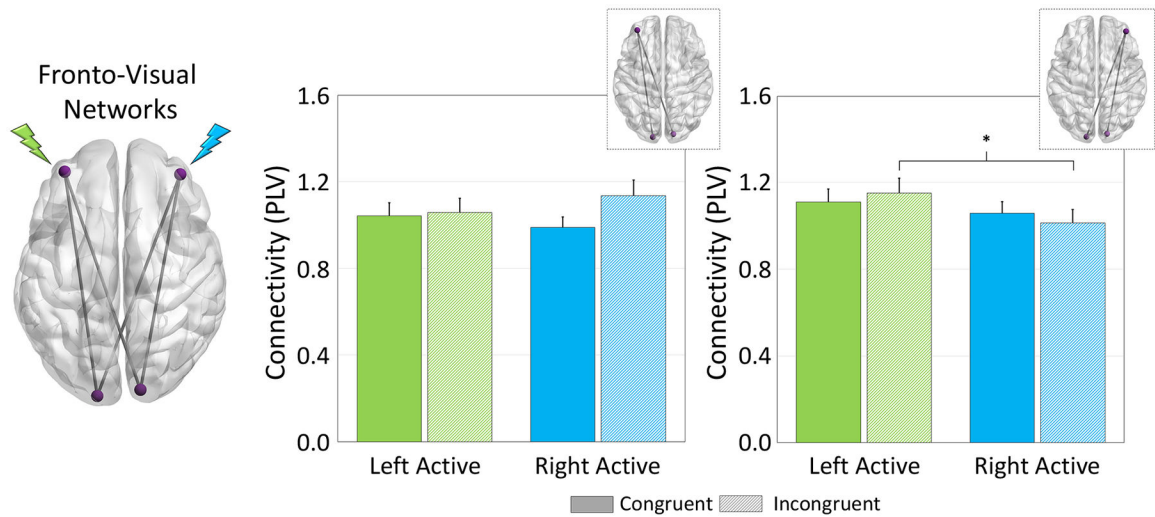 Fronto-Visual
Networks
Connectivity (PLV)
1.6
1.2
0.8
0.4
0.0
Left Active
Right Active
Connectivity (PLV)
1.6
1.2
0.8
0.4
0.0
*
Left Active
Right Active
Congruent
Incongruent